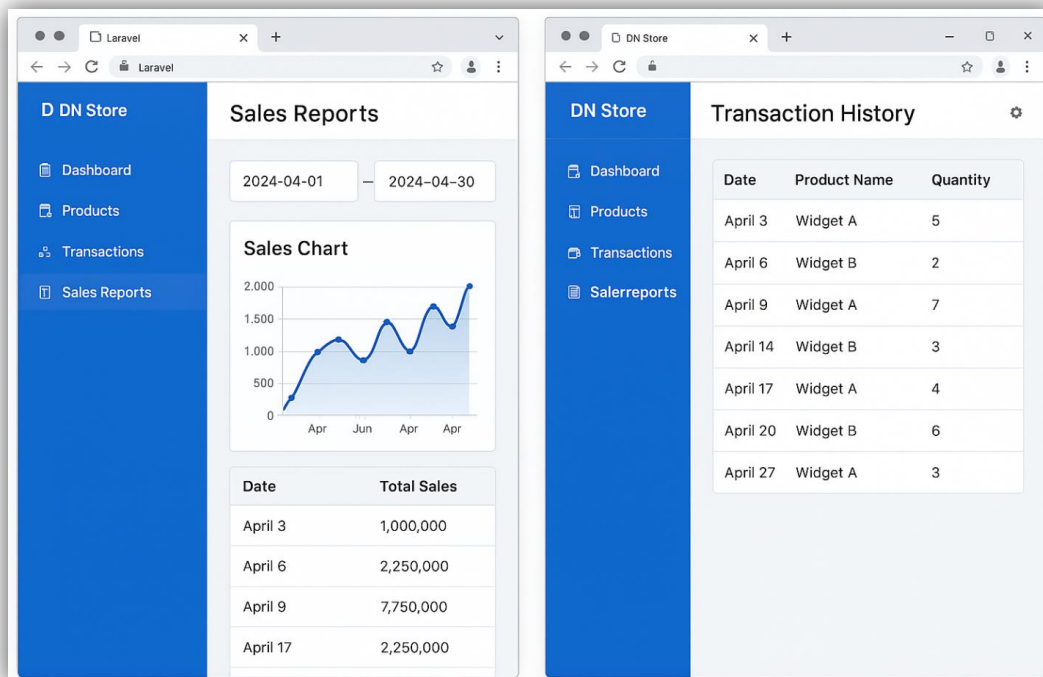 Laravel
Laravel
D DN Store
Dashboard
Products
Transactions
Sales Reports
Sales Reports
2024-04-01 – 2024–04–30
Sales Chart
2.000
1.500
1.000
500
0
Apr Jun Apr Apr
Date Total Sales
April 3 1,000,000
April 6 2,250,000
April 9 7,750,000
April 17 2,250,000
DN Store
DN Store
Dashboard
Products
Transactions
Salerreports
Transaction History
Date Product Name Quantity
April 3 Widget A 5
April 6 Widget B 2
April 9 Widget A 7
April 14 Widget B 3
April 17 Widget A 4
April 20 Widget B 6
April 27 Widget A 3